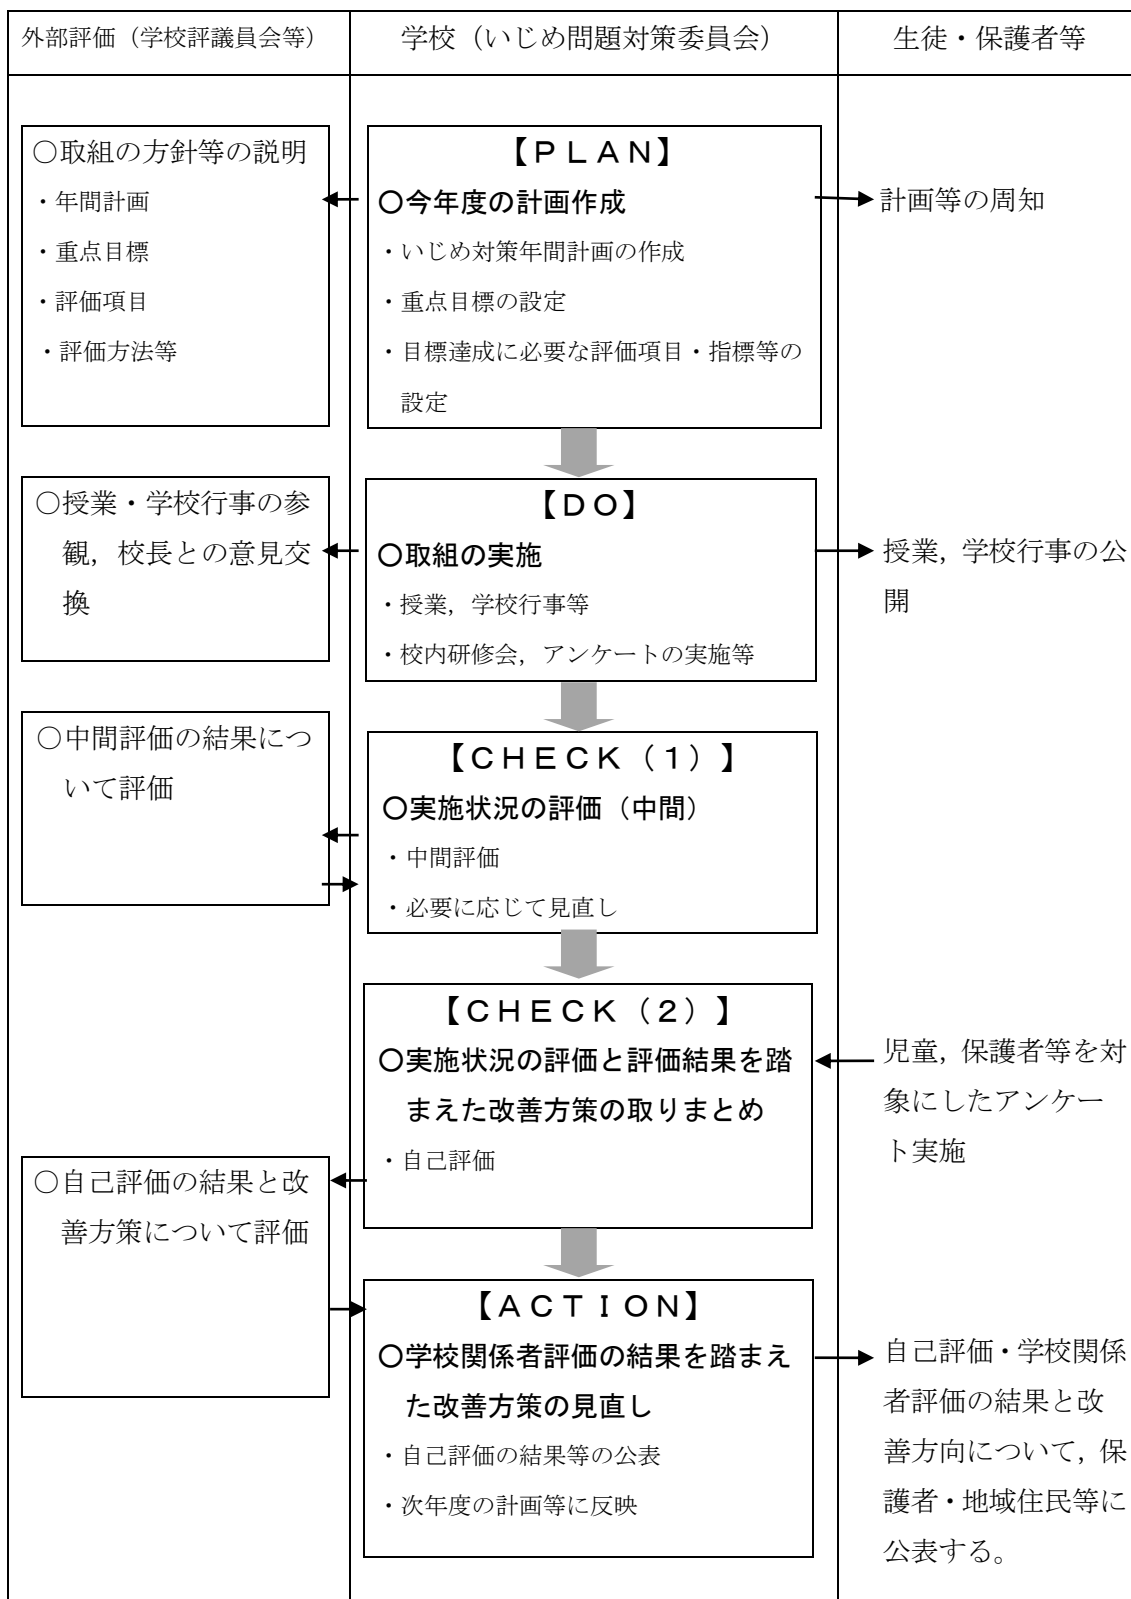 外部評価（学校評議員会等）
学校（いじめ問題対策委員会）
生徒・保護者等
○取組の方針等の説明
・年間計画
・重点目標
・評価項目
・評価方法等
【ＰＬＡＮ】
○今年度の計画作成
・いじめ対策年間計画の作成
・重点目標の設定
・目標達成に必要な評価項目・指標等の
設定
計画等の周知
○授業・学校行事の参
観，校長との意見交
換
【ＤＯ】
○取組の実施
・授業，学校行事等
・校内研修会，アンケートの実施等
授業，学校行事の公
開
○中間評価の結果につ
いて評価
【ＣＨＥＣＫ（１）】
○実施状況の評価（中間）
・中間評価
・必要に応じて見直し
【ＣＨＥＣＫ（２）】
○実施状況の評価と評価結果を踏
まえた改善方策の取りまとめ
・自己評価
児童，保護者等を対
象にしたアンケー
ト実施
○自己評価の結果と改
善方策について評価
【ＡＣＴＩＯＮ】
○学校関係者評価の結果を踏まえ
た改善方策の見直し
・自己評価の結果等の公表
・次年度の計画等に反映
自己評価・学校関係
者評価の結果と改
善方向について，保
護者・地域住民等に
公表する。